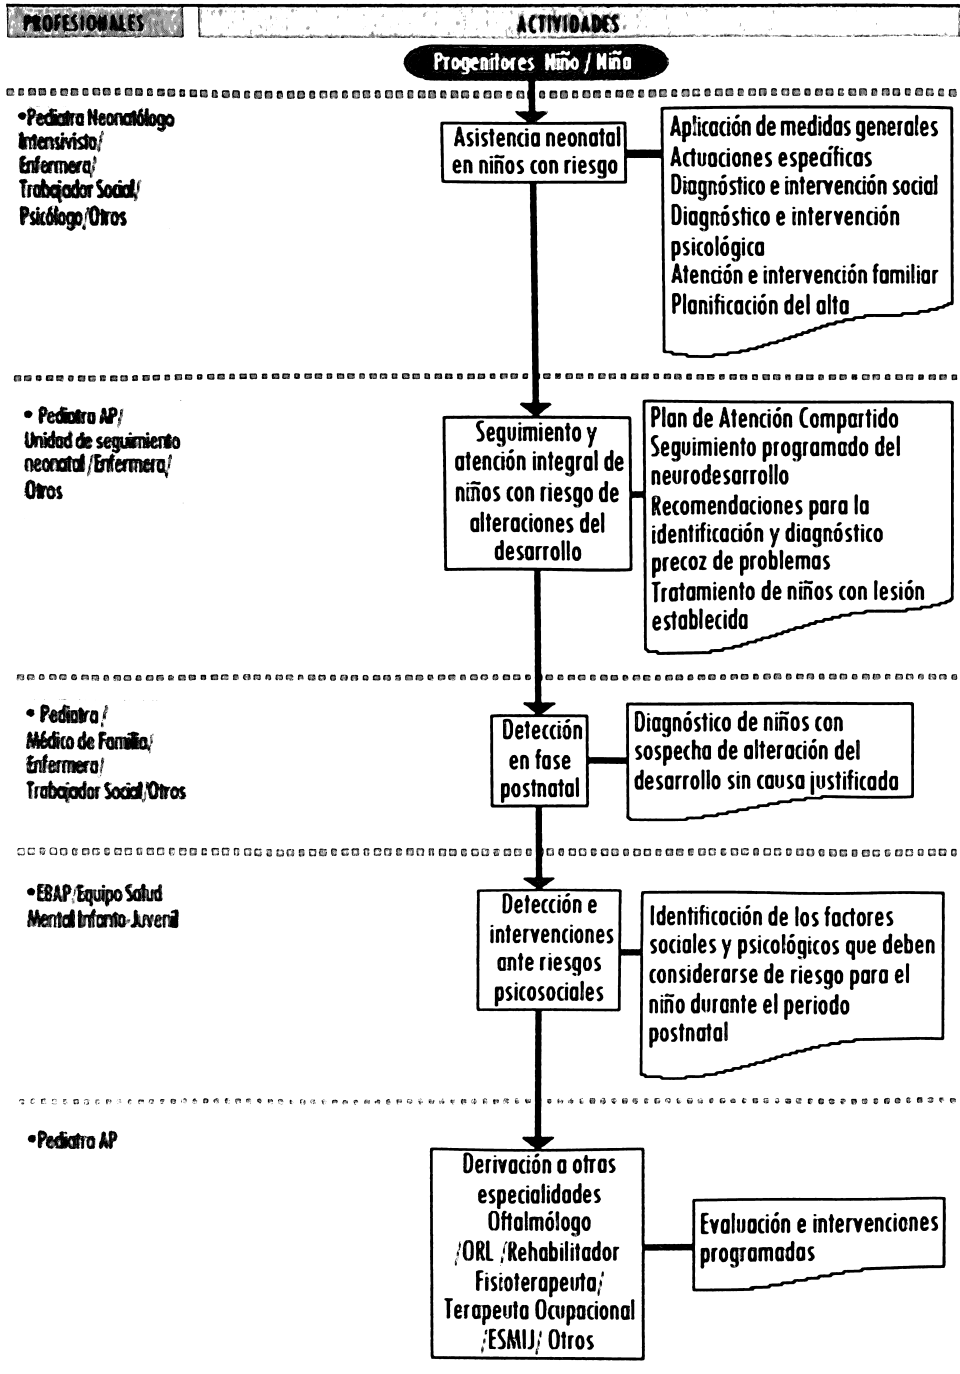 PROFESIONALES
ACTIVIDADES
Progenitores Niño / Niña
•Pediatra Neonatólogo
Intensivista/
Enfermera/
Trabajador Social/
Psicólogo/Otros
Asistencia neonatal
en niños con riesgo
Aplicación de medidas generales
Actuaciones específicas
Diagnóstico e intervención social
Diagnóstico e intervención
psicológica
Atención e intervención familiar
Planificación del alta
• Pediatra AP/
Unidad de seguimiento
neonatal /Enfermera/
Otros
Seguimiento y
atención integral de
niños con riesgo de
alteraciones del
desarrollo
Plan de Atención Compartido
Seguimiento programado del
neurodesarrollo
Recomendaciones para la
identificación y diagnóstico
precoz de problemas
Tratamiento de niños con lesión
establecida
• Pediatra /
Médico de Familia/
Enfermera/
Trabajador Social/Otros
Detección
en fase
postnatal
Diagnóstico de niños con
sospecha de alteración del
desarrollo sin causa justificada
•EBAP/Equipo Salud
Mental Infanto-Juvenil
Detección e
intervenciones
ante riesgos
psicosociales
Identificación de los factores
sociales y psicológicos que deben
considerarse de riesgo para el
niño durante el periodo
postnatal
•Pediatra AP
Derivación a otras
especialidades
Oftalmólogo
/ORL /Rehabilitador
Fisioterapeuta/
Terapeuta Ocupacional
/ESMIJ/ Otros
Evaluación e intervenciones
programadas